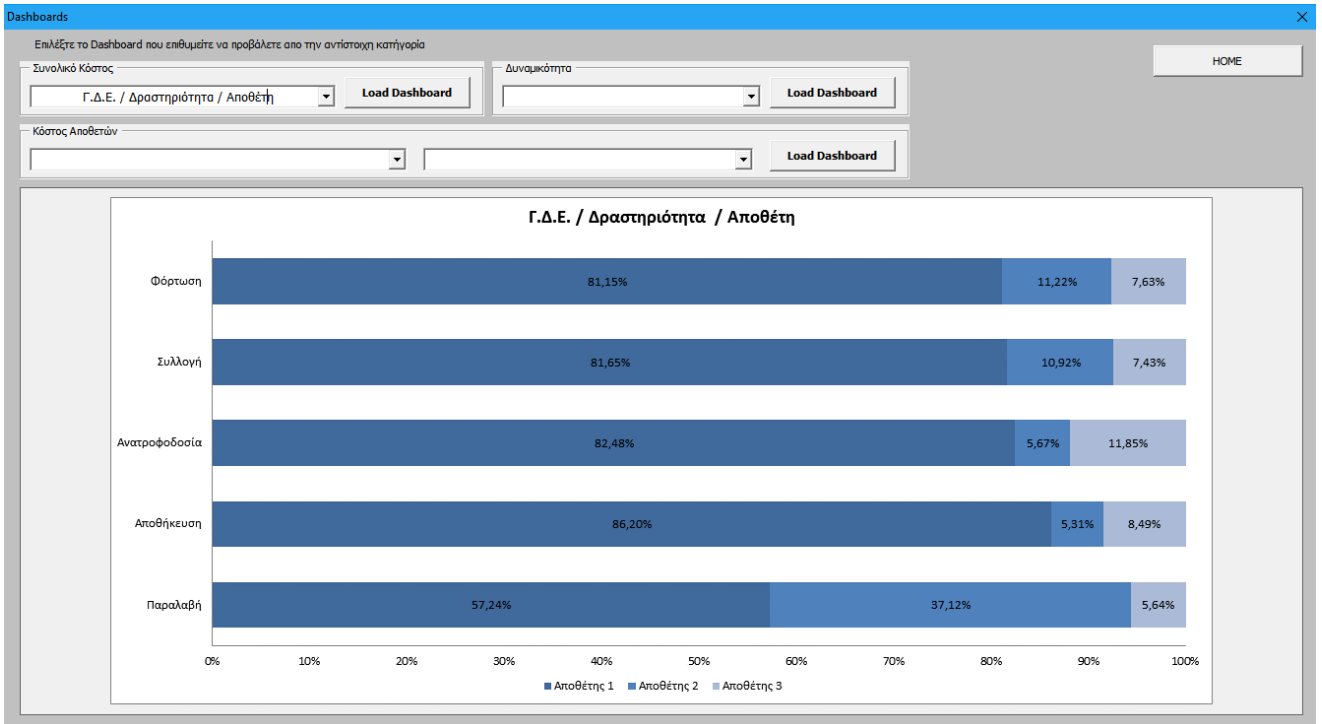 Dashboards
Επιλέξτε το Dashboard που επιθυμείτε να προβάλετε απο την αντίστοιχη κατήγορία
HOME
Συνολικό Κόστος
Δυναμικότητα
Γ.Δ.Ε. / Δραστηριότητα / Αποθέτη
Load Dashboard
Load Dashboard
Κόστος Αποθετών
Load Dashboard
Γ.Δ.Ε. / Δραστηριότητα / Αποθέτη
Φόρτωση 81,15% 11,22% 7,63%
Συλλογή 81,65% 10,92% 7,43%
Ανατροφοδοσία 82,48% 5,67% 11,85%
Αποθήκευση 86,20% 5,31% 8,49%
Παραλαβή 57,24% 37,12% 5,64%
0% 10% 20% 30% 40% 50% 60% 70% 80% 90% 100%
Αποθέτης 1 Αποθέτης 2 Αποθέτης 3